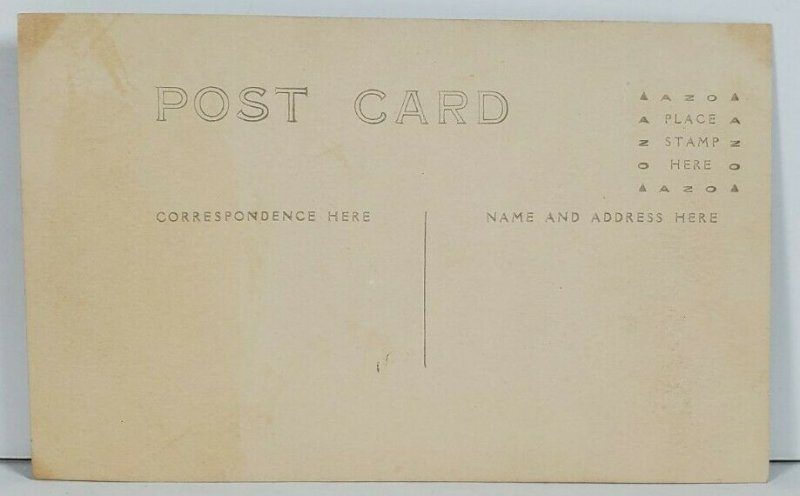 POST CARD
AZO
A PLACE A
N STAMP N
O HERE O
AZO
CORRESPONDENCE HERE
NAME AND ADDRESS HERE